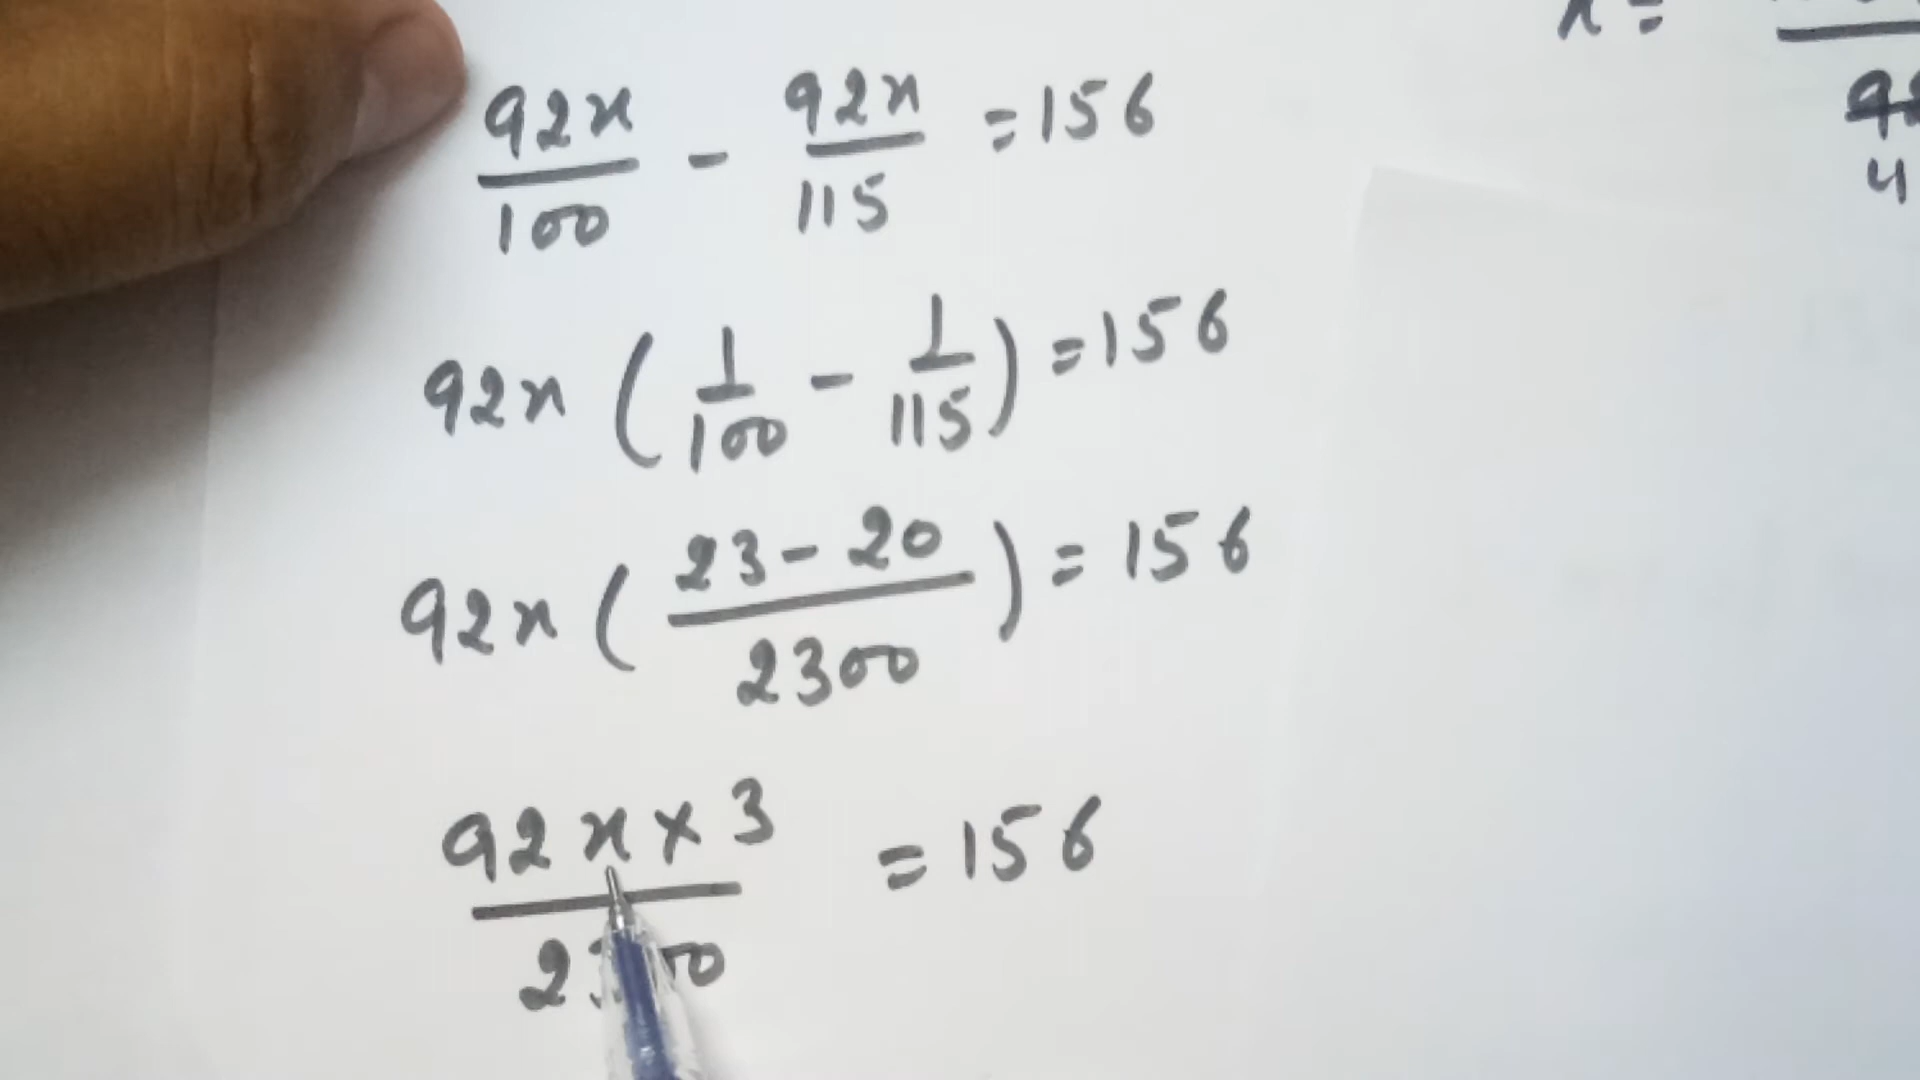 92x/100 - 92x/115 = 156
x =
92x (1/100 - 1/115) = 156
4
92x (23 - 20/2300) = 156
92x × 3/2300 = 156